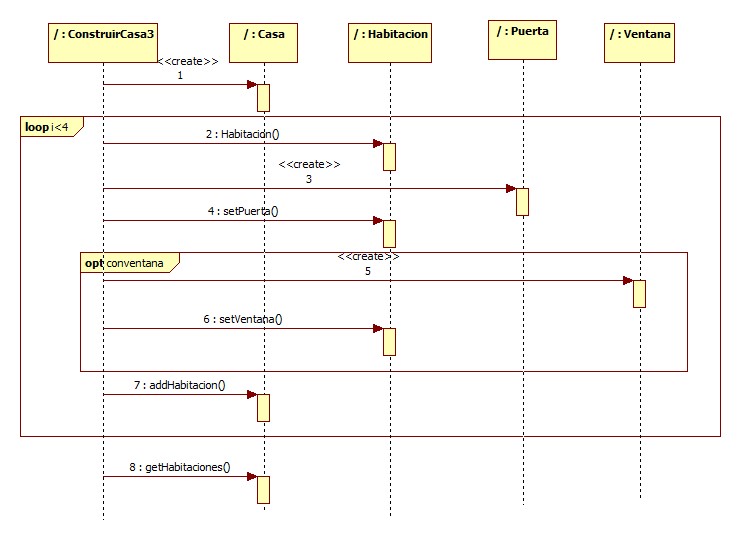 / : ConstruirCasa3
/ : Casa
/ : Habitacion
/ : Puerta
/ : Ventana
<<create>>
1
loop i<4
2 : Habitacion()
<<create>>
3
4 : setPuerta()
opt conventana
<<create>>
5
6 : setVentana()
7 : addHabitacion()
8 : getHabitaciones()